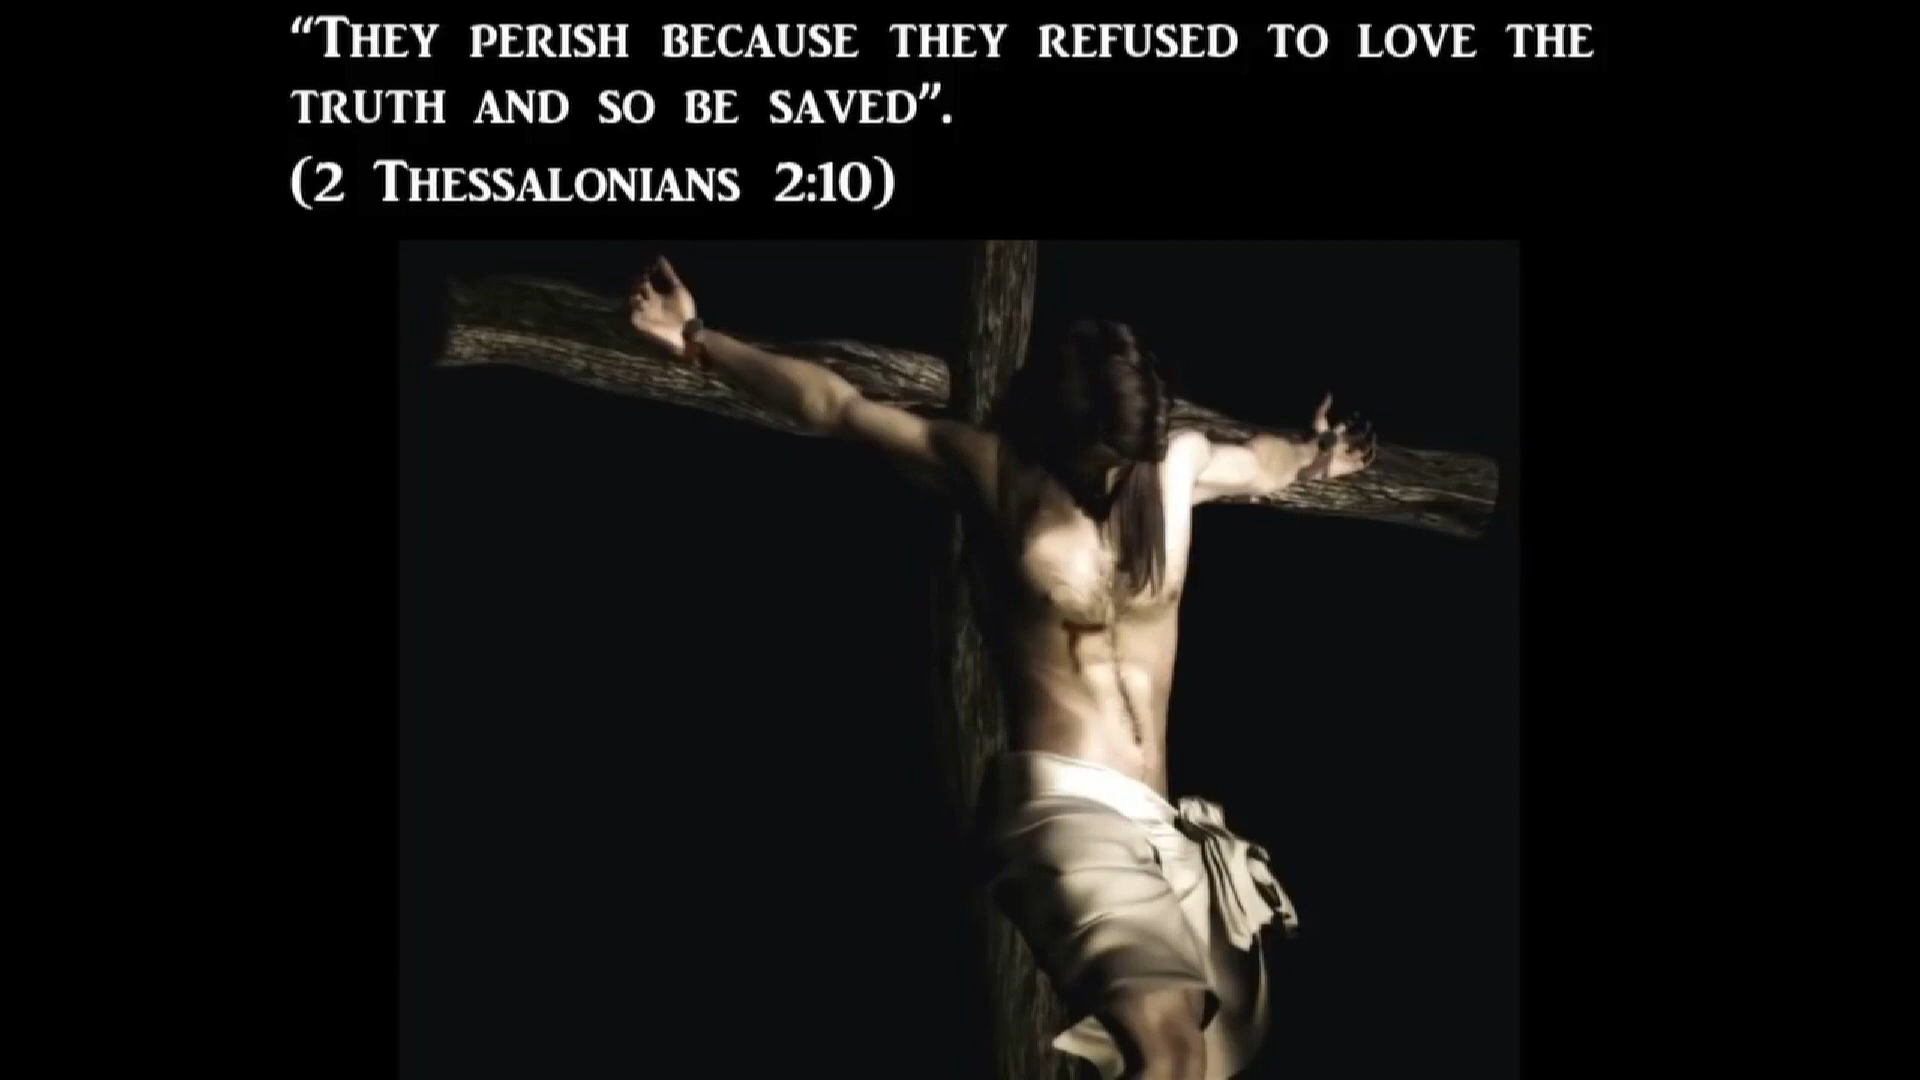 “They perish because they refused to love the
truth and so be saved”.
(2 Thessalonians 2:10)